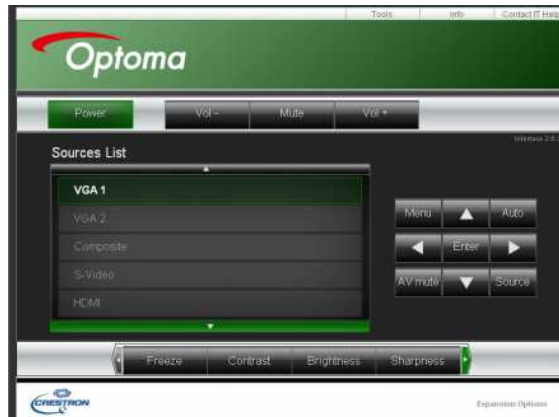 Tools Info Contact IT Help
Optoma
Power Vol - Mute Vol +
Sources List
VGA 1
VGA 2
Composite
S-Video
HDMI
Menu Auto
Enter
AV mute Source
Freeze Contrast Brightness Sharpness
CRESTRON
Expansion Options